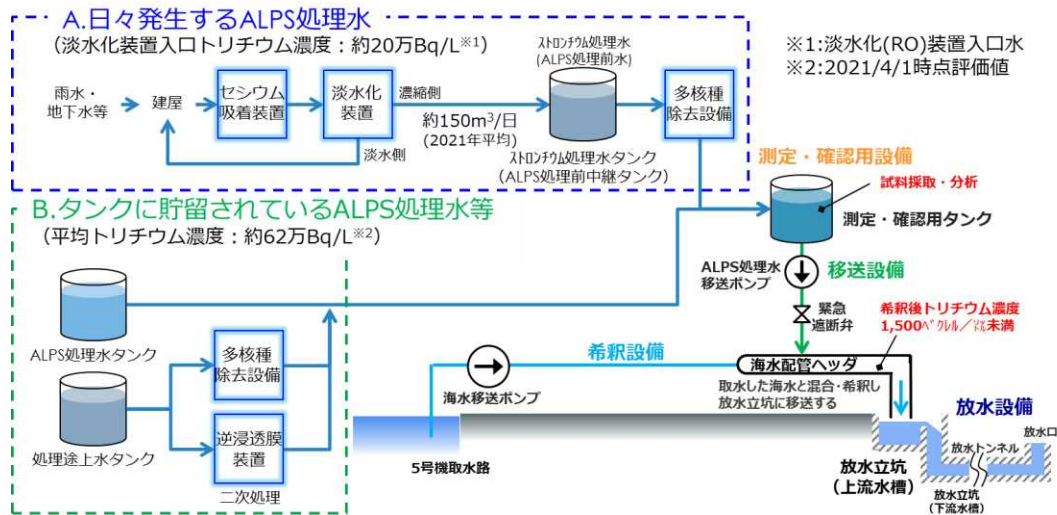 A.日々発生するALPS処理水
(淡水化装置入口トリチウム濃度：約20万Bq/L※1)
※1:淡水化(RO)装置入口水
※2:2021/4/1時点評価値
雨水・
地下水等
建屋
セシウム
吸着装置
淡水化
装置
濃縮側
約150m³/日
(2021年平均)
淡水側
ｽﾄﾛﾝﾁｳﾑ処理水
(ALPS処理前水)
ｽﾄﾛﾝﾁｳﾑ処理水タンク
(ALPS処理前中継タンク)
多核種
除去設備
測定・確認用設備
試料採取・分析
測定・確認用タンク
B.タンクに貯留されているALPS処理水等
(平均トリチウム濃度：約62万Bq/L※2)
ALPS処理水タンク
処理途上水タンク
多核種
除去設備
逆浸透膜
装置
二次処理
ALPS処理水
移送ポンプ
移送設備
緊急
遮断弁
希釈後トリチウム濃度
1,500ﾍﾞｸﾚﾙ／㍑未満
希釈設備
海水移送ポンプ
海水配管ヘッダ
取水した海水と混合・希釈し
放水立坑に移送する
5号機取水路
放水設備
放水口
放水トンネル
放水立坑
(上流水槽)
放水立坑
(下流水槽)